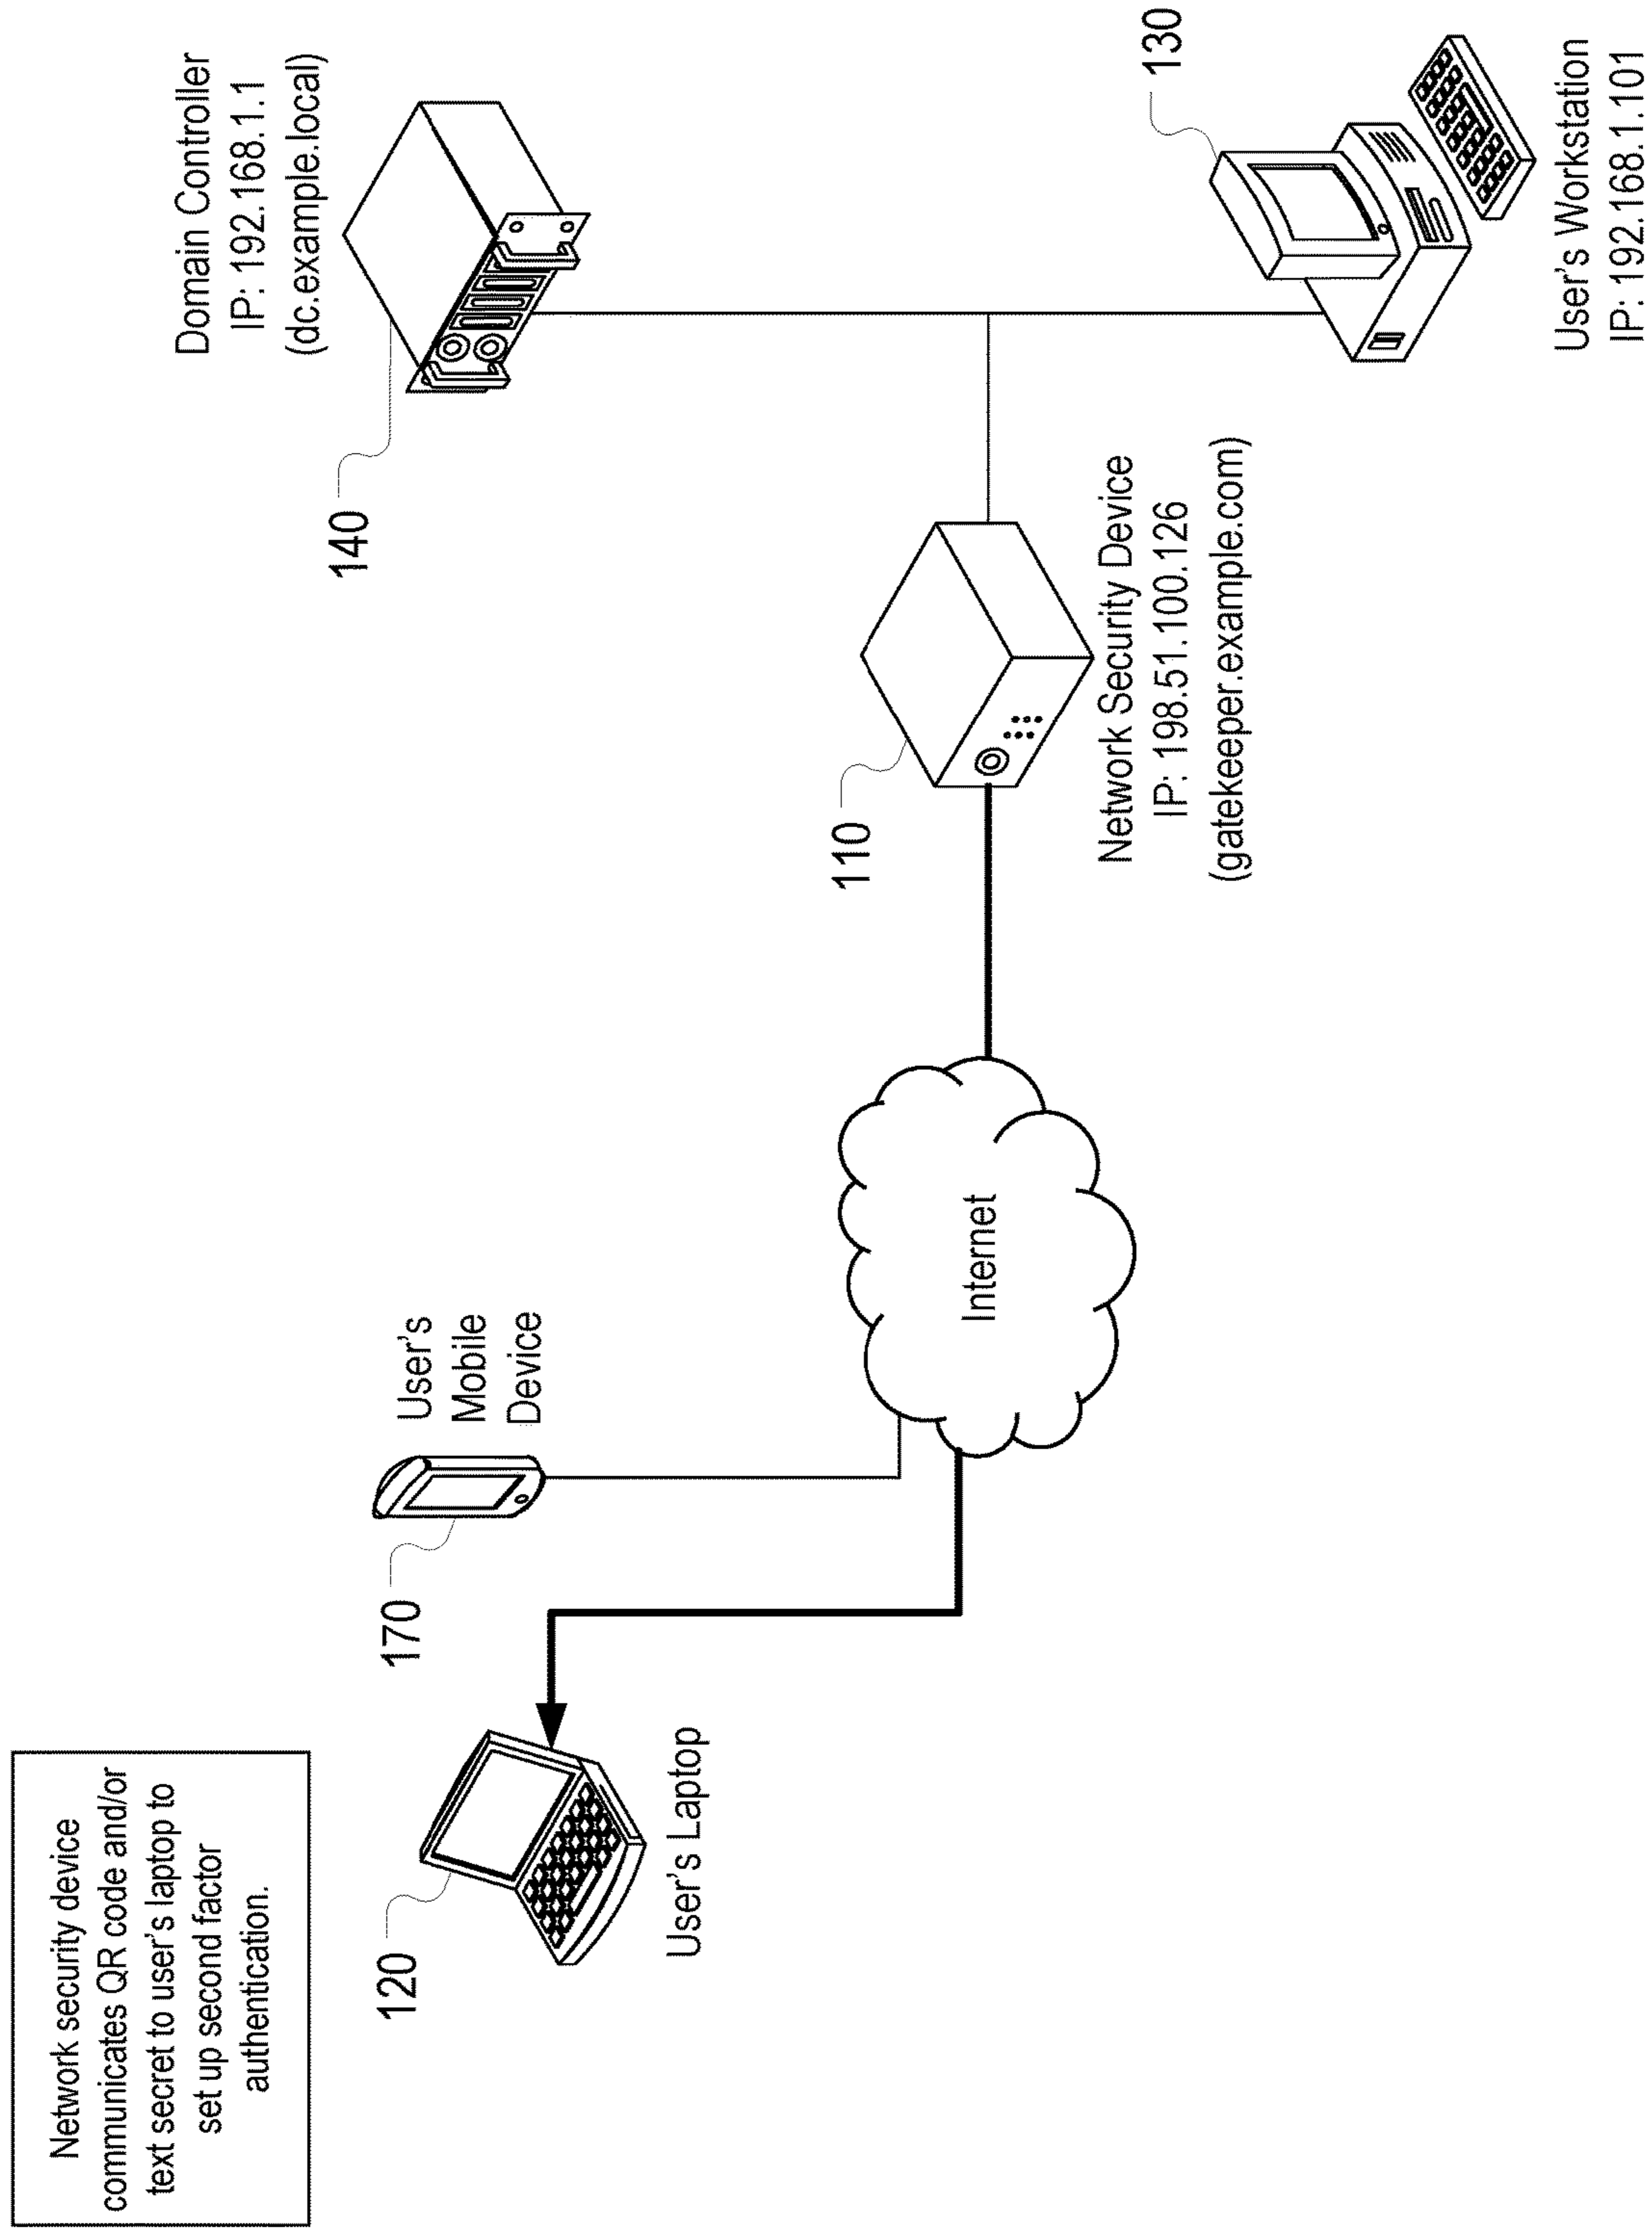 Network security device
communicates QR code and/or
text secret to user's laptop to
set up second factor
authentication.
120
User's Laptop
170
User's
Mobile
Device
Internet
110
Network Security Device
IP: 198.51.100.126
(gatekeeper.example.com)
140
Domain Controller
IP: 192.168.1.1
(dc.example.local)
130
User's Workstation
IP: 192.168.1.101